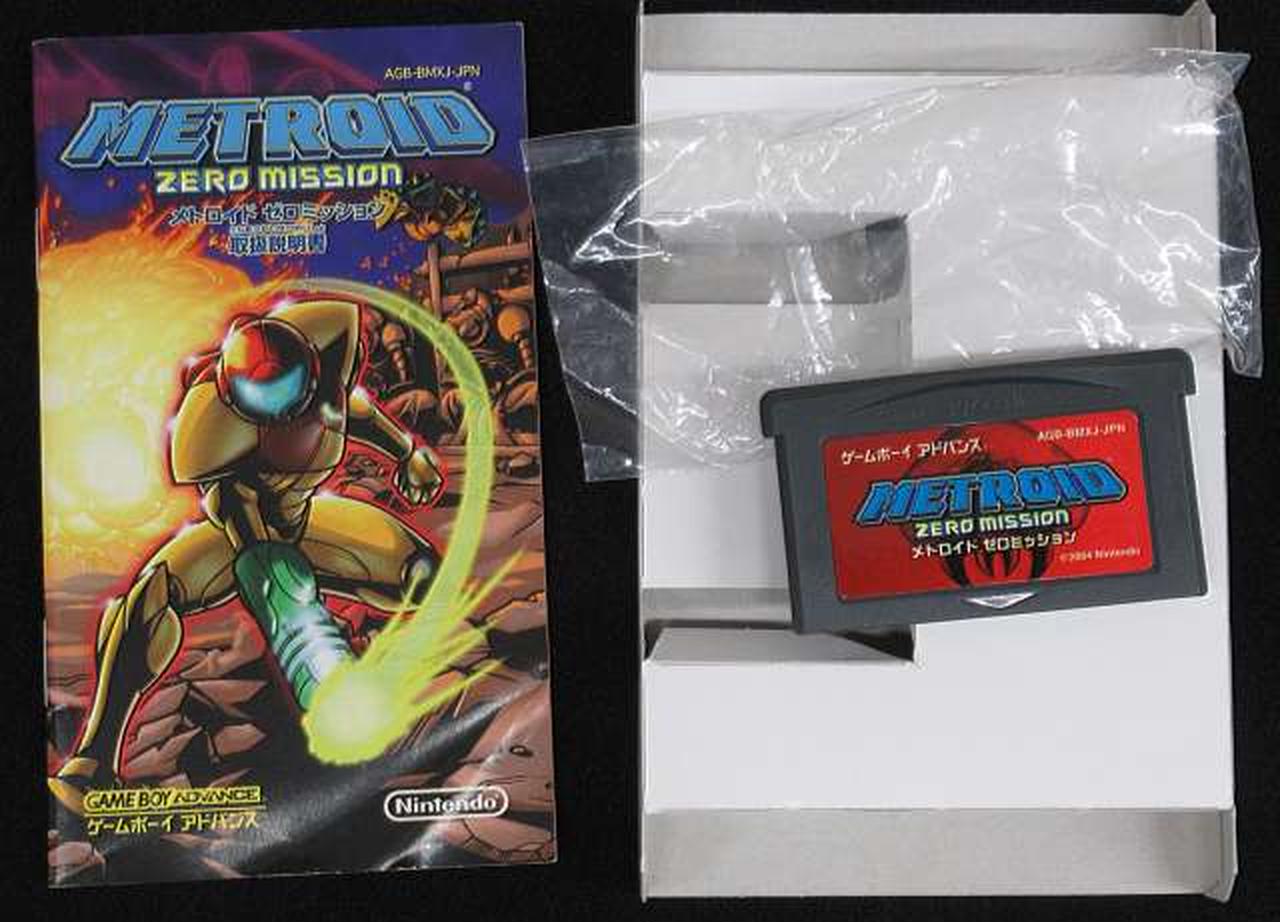 AGB-BMXJ-JPN
METROID®
ZERO MISSION
メトロイド ゼロミッション
取扱説明書
GAME BOY ADVANCE
ゲームボーイ アドバンス
Nintendo®
ゲームボーイ アドバンス
AGB-BMXJ-JPN
METROID
ZERO MISSION
メトロイド ゼロミッション
©2004 Nintendo